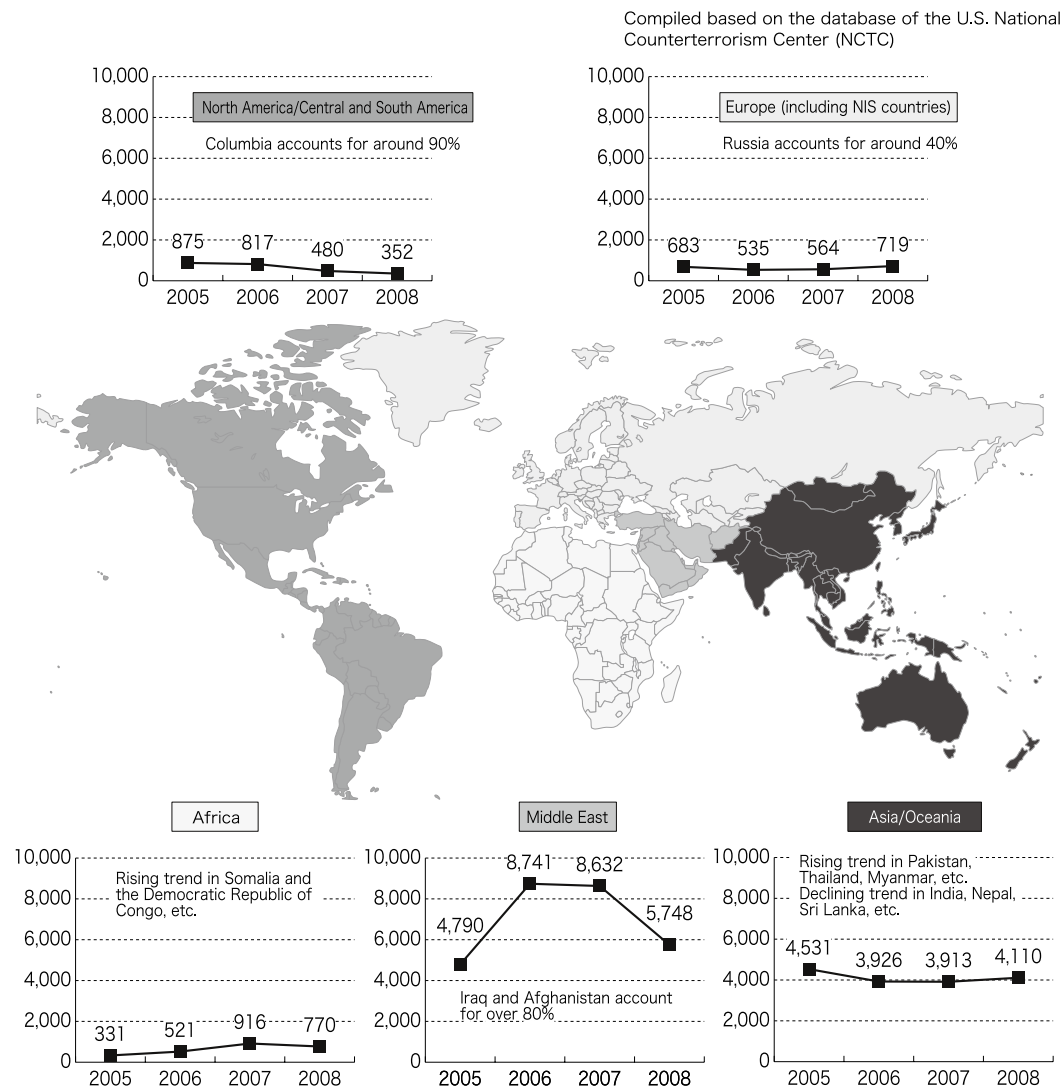 Compiled based on the database of the U.S. National
Counterterrorism Center (NCTC)
North America/Central and South America
Columbia accounts for around 90%
10,000
8,000
6,000
4,000
2,000
0
875
817
480
352
2005 2006 2007 2008
Europe (including NIS countries)
Russia accounts for around 40%
10,000
8,000
6,000
4,000
2,000
0
683
535
564
719
2005 2006 2007 2008
Africa
Rising trend in Somalia and
the Democratic Republic of
Congo, etc.
10,000
8,000
6,000
4,000
2,000
0
331
521
916
770
2005 2006 2007 2008
Middle East
10,000
8,000
6,000
4,000
2,000
0
4,790
8,741
8,632
5,748
Iraq and Afghanistan account
for over 80%
2005 2006 2007 2008
Asia/Oceania
Rising trend in Pakistan,
Thailand, Myanmar, etc.
Declining trend in India, Nepal,
Sri Lanka, etc.
10,000
8,000
6,000
4,000
2,000
0
4,531
3,926
3,913
4,110
2005 2006 2007 2008